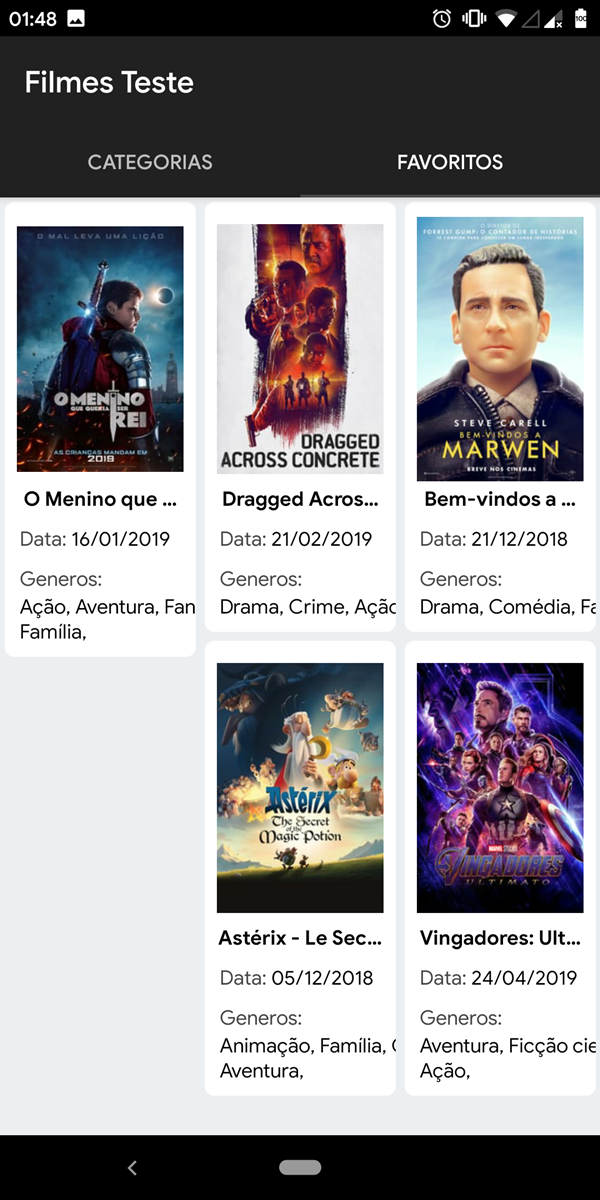 01:48
100
Filmes Teste
CATEGORIAS
FAVORITOS
O MAL LEVA UMA LIÇÃO
O MENINO
QUE QUERIA SER
REI
AS CRIANÇAS MANDAM EM
2019
O Menino que ...
Data: 16/01/2019
Generos:
Ação, Aventura, Fan
Família,
DRAGGED
ACROSS CONCRETE
Dragged Acros...
Data: 21/02/2019
Generos:
Drama, Crime, Ação
O DIRETOR DE
FORREST GUMP: O CONTADOR DE HISTÓRIAS
STEVE CARELL
BEM-VINDOS A
MARWEN
BREVE NOS CINEMAS
Bem-vindos a ...
Data: 21/12/2018
Generos:
Drama, Comédia, Fa
Astérix
The Secret
of the
Magic Potion
Astérix - Le Sec...
Data: 05/12/2018
Generos:
Animação, Família,
Aventura,
MARVEL STUDIOS
VINGADORES
ULTIMATO
Vingadores: Ult...
Data: 24/04/2019
Generos:
Aventura, Ficção cie
Ação,